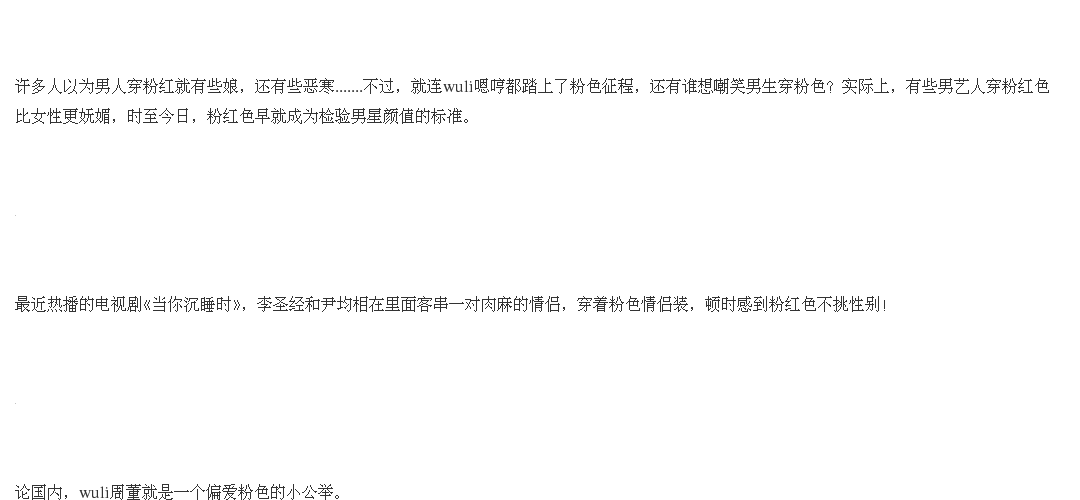 许多人以为男人穿粉红就有些娘，还有些恶寒.......不过，就连wuli嗯哼都踏上了粉色征程，还有谁想嘲笑男生穿粉色？实际上，有些男艺人穿粉红色
比女性更妩媚，时至今日，粉红色早就成为检验男星颜值的标准。
最近热播的电视剧《当你沉睡时》，李圣经和尹均相在里面客串一对肉麻的情侣，穿着粉色情侣装，顿时感到粉红色不挑性别！
论国内，wuli周董就是一个偏爱粉色的小公举。